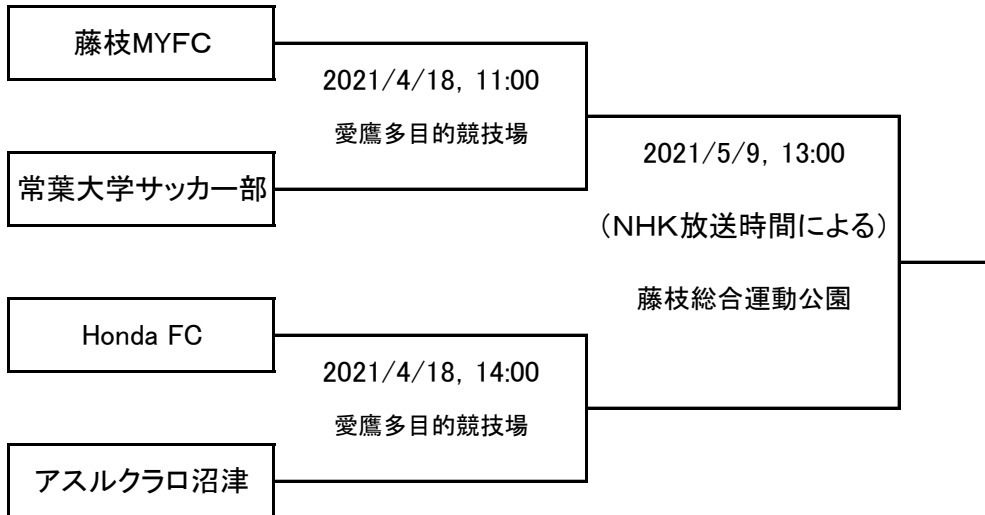 藤枝MYFC
2021/4/18, 11:00
愛鷹多目的競技場
常葉大学サッカー部
2021/5/9, 13:00
（NHK放送時間による）
藤枝総合運動公園
Honda FC
2021/4/18, 14:00
愛鷹多目的競技場
アスルクラロ沼津